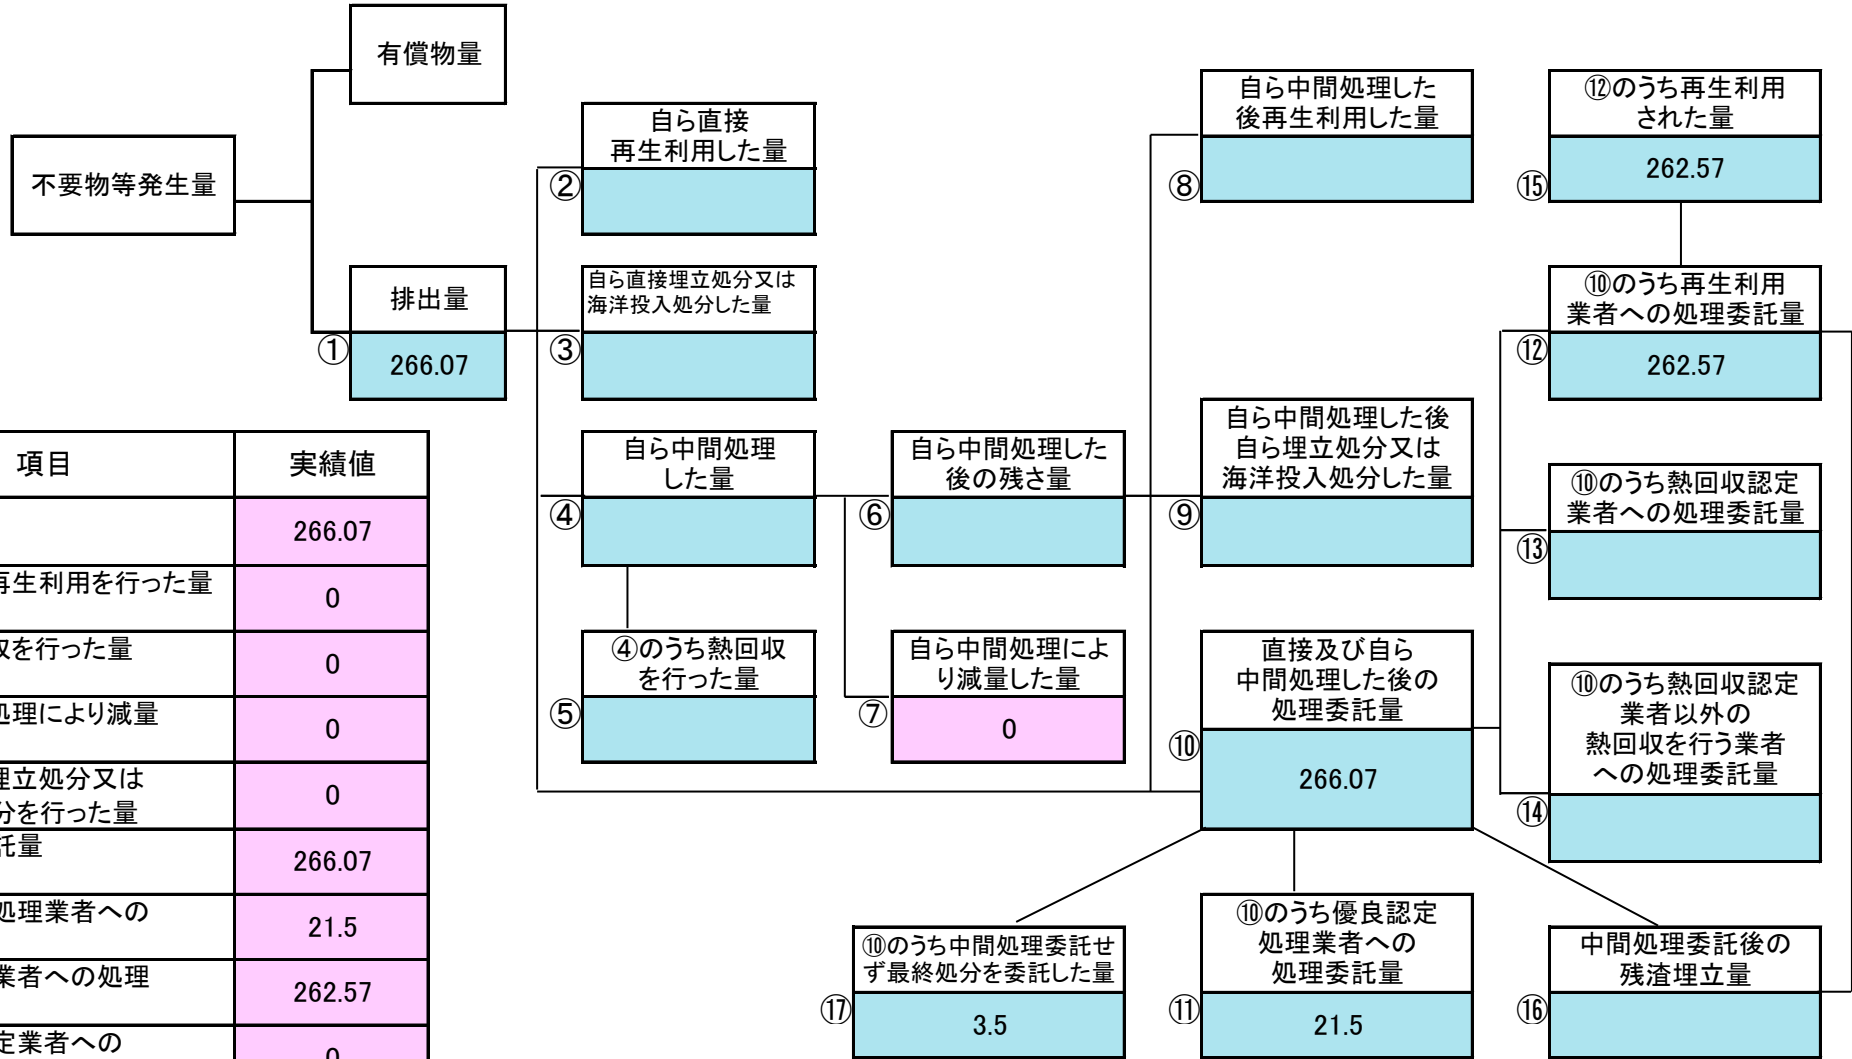 有償物量
不要物等発生量
排出量
①
266.07
自ら直接
再生利用した量
②
自ら直接埋立処分又は
海洋投入処分した量
③
自ら中間処理
した量
④
④のうち熱回収
を行った量
⑤
自ら中間処理した
後の残さ量
⑥
自ら中間処理によ
り減量した量
⑦
0
自ら中間処理した
後再生利用した量
⑧
自ら中間処理した後
自ら埋立処分又は
海洋投入処分した量
⑨
直接及び自ら
中間処理した後の
処理委託量
⑩
266.07
⑫のうち再生利用
された量
⑮
262.57
⑩のうち再生利用
業者への処理委託量
⑫
262.57
⑩のうち熱回収認定
業者への処理委託量
⑬
⑩のうち熱回収認定
業者以外の
熱回収を行う業者
への処理委託量
⑭
⑩のうち中間処理委託せ
ず最終処分を委託した量
⑰
3.5
⑩のうち優良認定
処理業者への
処理委託量
⑪
21.5
中間処理委託後の
残渣埋立量
⑯
項目 実績値
266.07
再生利用を行った量 0
を行った量 0
処理により減量 0
埋立処分又は
分を行った量 0
託量 266.07
処理業者への 21.5
業者への処理 262.57
定業者への 0